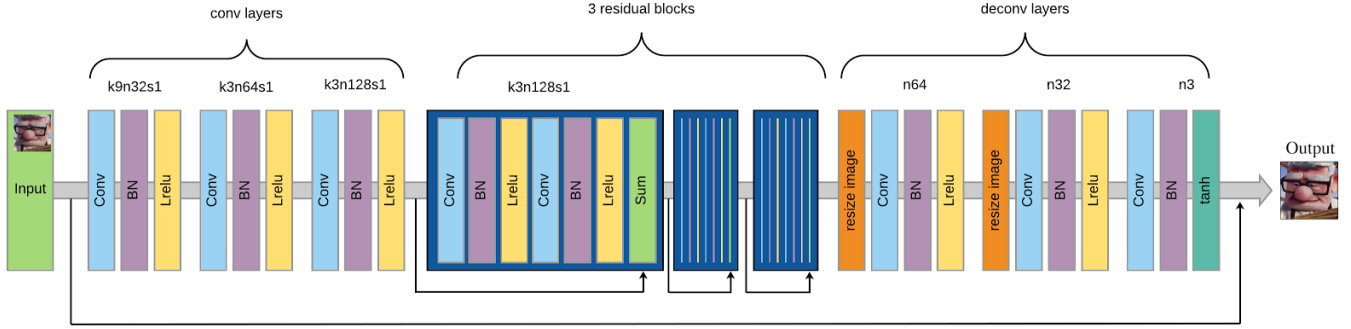 conv layers
3 residual blocks
deconv layers
k9n32s1
k3n64s1
k3n128s1
k3n128s1
n64
n32
n3
Input
Conv
BN
Lrelu
Conv
BN
Lrelu
Conv
BN
Lrelu
Conv
BN
Lrelu
Conv
BN
Lrelu
Sum
resize image
Conv
BN
Lrelu
resize image
Conv
BN
Lrelu
Conv
BN
tanh
Output